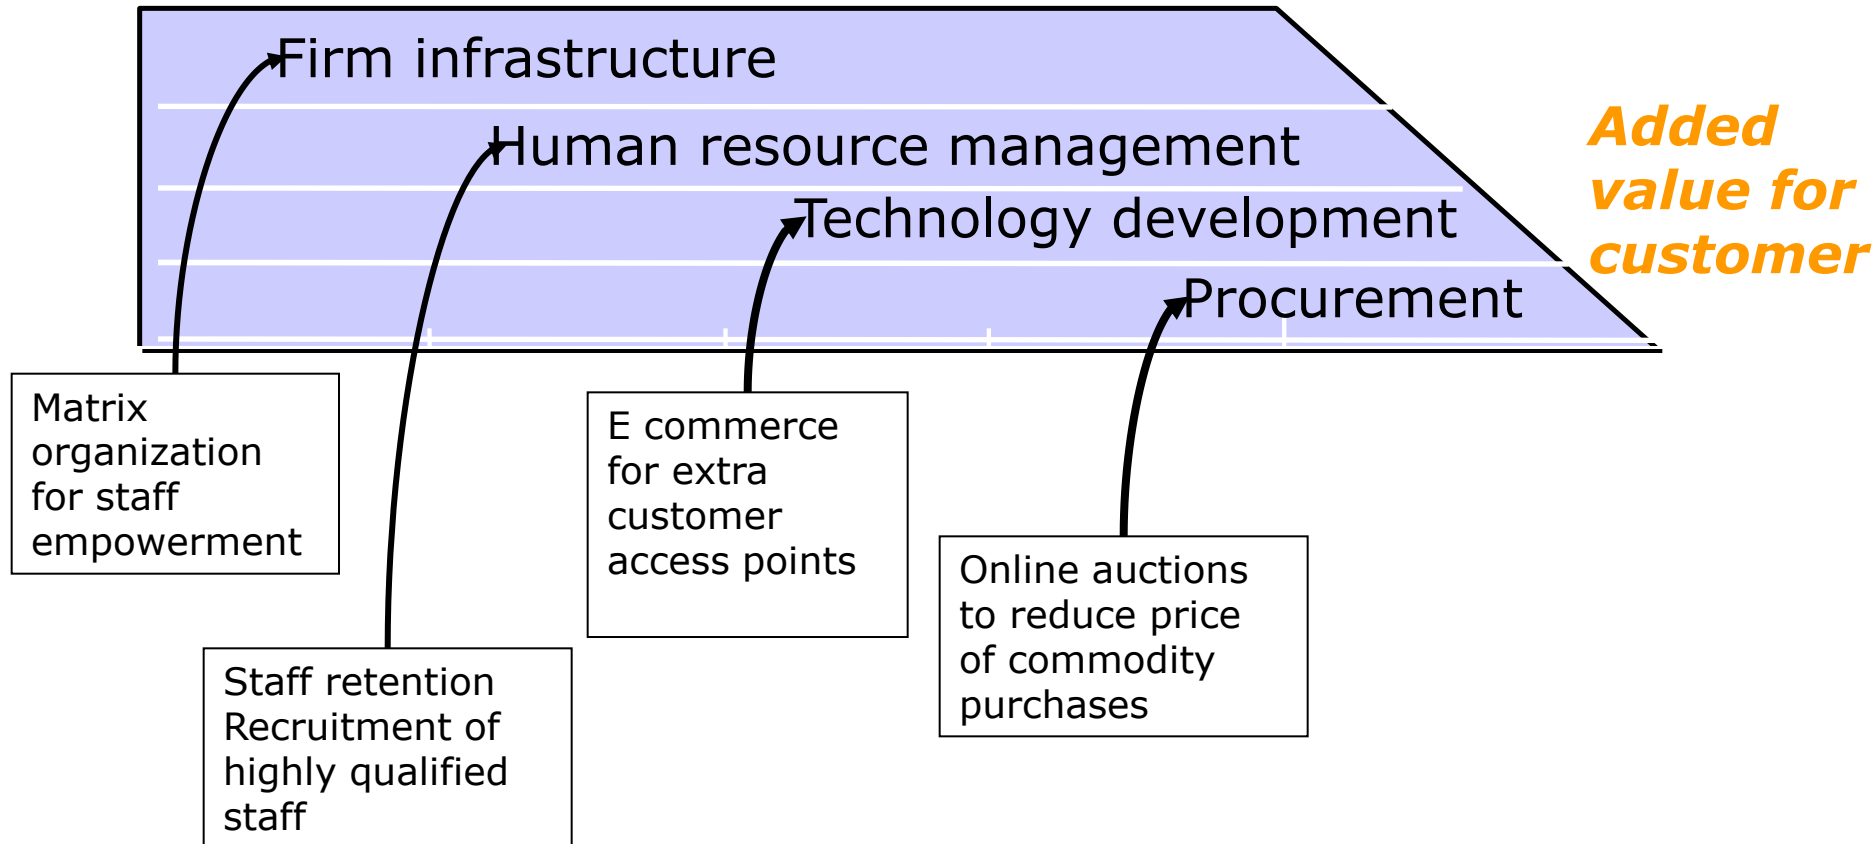 Firm infrastructure
Human resource management
Technology development
Procurement
Added
value for
customer
Matrix
organization
for staff
empowerment
Staff retention
Recruitment of
highly qualified
staff
E commerce
for extra
customer
access points
Online auctions
to reduce price
of commodity
purchases